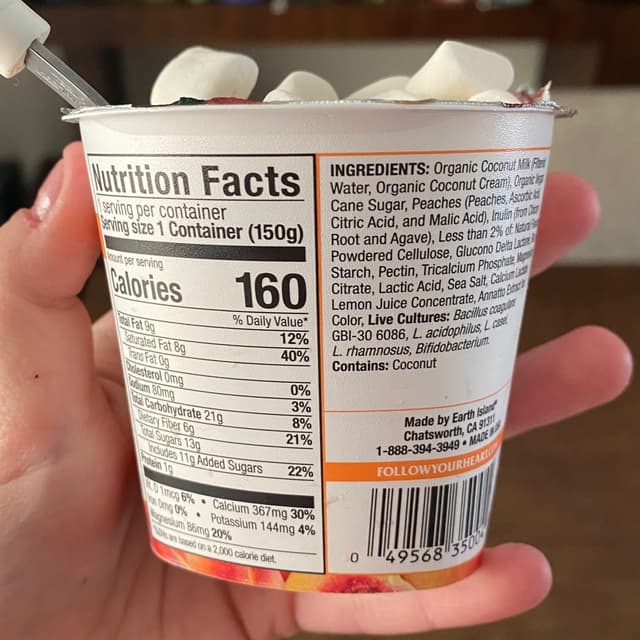 Nutrition Facts
1 serving per container
Serving size 1 Container (150g)
Amount per serving
Calories 160
% Daily Value*
Total Fat 9g 12%
Saturated Fat 8g 40%
Trans Fat 0g
Cholesterol 0mg 0%
Sodium 80mg 3%
Total Carbohydrate 21g 8%
Dietary Fiber 6g 21%
Total Sugars 13g
Includes 11g Added Sugars 22%
Protein 1g
Vit. D 1mcg 6% • Calcium 367mg 30%
Iron 0mg 0% • Potassium 144mg 4%
Magnesium 86mg 20%
are based on a 2,000 calorie diet.
INGREDIENTS: Organic Coconut Milk (Filtered
Water, Organic Coconut Cream), Organic
Cane Sugar, Peaches (Peaches, Ascorbic Acid,
Citric Acid, and Malic Acid), Inulin (from
Root and Agave), Less than 2% of: Natural
Powdered Cellulose, Glucono Delta Lactone,
Starch, Pectin, Tricalcium Phosphate,
Citrate, Lactic Acid, Sea Salt, Calcium
Lemon Juice Concentrate, Annatto Extract
Color, Live Cultures: Bacillus coagulans
GBI-30 6086, L. acidophilus, L. casei,
L. rhamnosus, Bifidobacterium.
Contains: Coconut
Made by Earth Island®
Chatsworth, CA 91311
1-888-394-3949 • MADE IN
FOLLOWYOURHEART
0 49568 3500